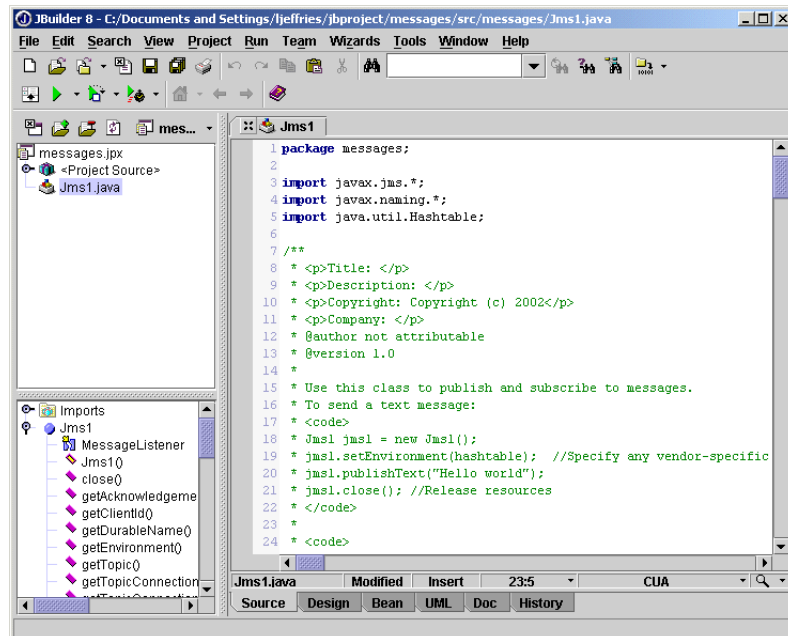 JBuilder 8 - C:/Documents and Settings/ljeffries/jbproject/messages/src/messages/Jms1.java
File Edit Search View Project Run Team Wizards Tools Window Help
mes...
messages.jpx
<Project Source>
Jms1.java
Imports
Jms1
MessageListener
Jms1()
close()
getAcknowledgeme
getClientId()
getDurableName()
getEnvironment()
getTopic()
getTopicConnection
Jms1
1 package messages;
2
3 import javax.jms.*;
4 import javax.naming.*;
5 import java.util.Hashtable;
6
7 /**
8 * <p>Title: </p>
9 * <p>Description: </p>
10 * <p>Copyright: Copyright (c) 2002</p>
11 * <p>Company: </p>
12 * @author not attributable
13 * @version 1.0
14 *
15 * Use this class to publish and subscribe to messages.
16 * To send a text message:
17 * <code>
18 * Jms1 jms1 = new Jms1();
19 * jms1.setEnvironment(hashtable); //Specify any vendor-specific
20 * jms1.publishText("Hello world");
21 * jms1.close(); //Release resources
22 * </code>
23 *
24 * <code>
Jms1.java Modified Insert 23:5 CUA
Source Design Bean UML Doc History